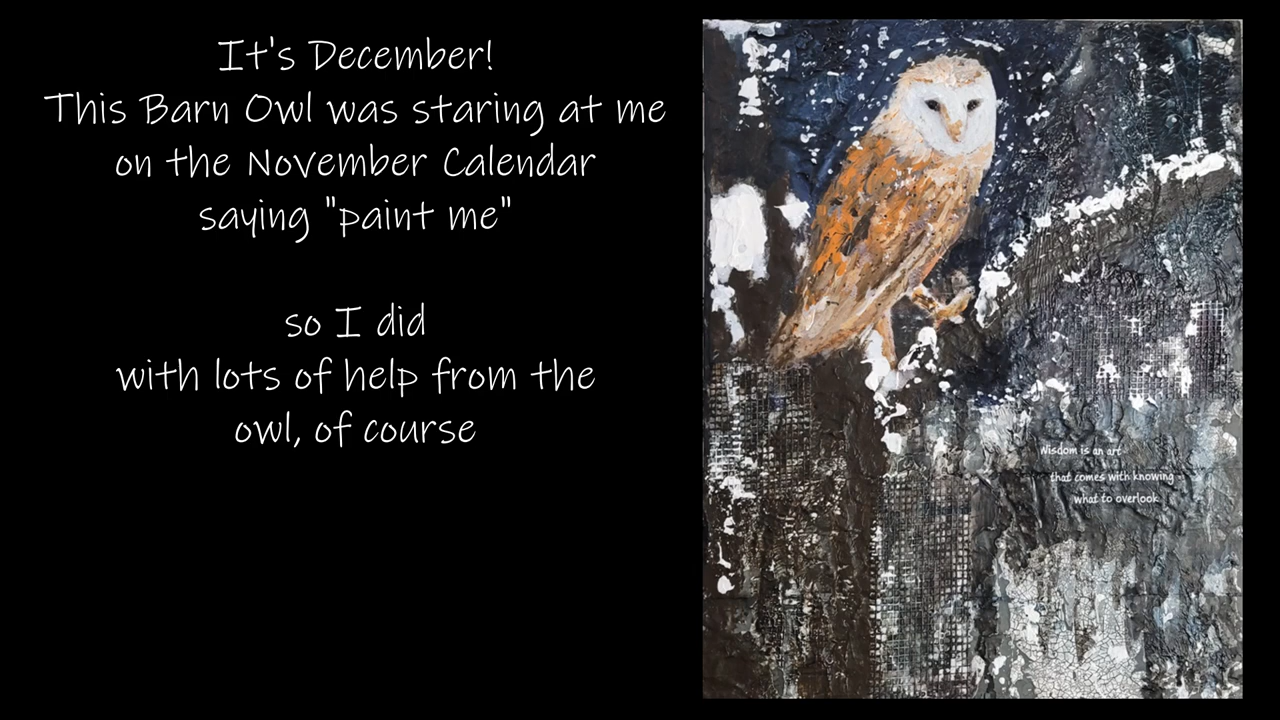 It's December!
This Barn Owl was staring at me
on the November Calendar
saying "paint me"
so I did
with lots of help from the
owl, of course
Wisdom is an art
that comes with knowing
what to overlook